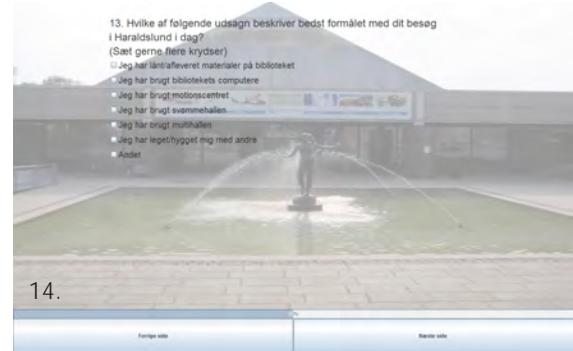 13. Hvilke af følgende udsagn beskriver bedst formålet med dit besøg
i Haraldslund i dag?
(Sæt gerne flere krydser)
Jeg har lånt/afleveret materialer på biblioteket
Jeg har brugt bibliotekets computere
Jeg har brugt motionscentret
Jeg har brugt svømmehallen
Jeg har brugt multihallen
Jeg har leget/hygget mig med andre
Andet
14.
Forrige side
Næste side